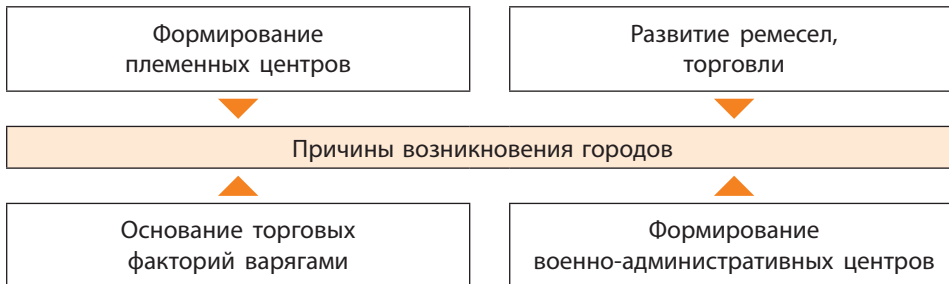 Формирование
племенных центров
Развитие ремесел,
торговли
Причины возникновения городов
Основание торговых
факторий варягами
Формирование
военно-административных центров